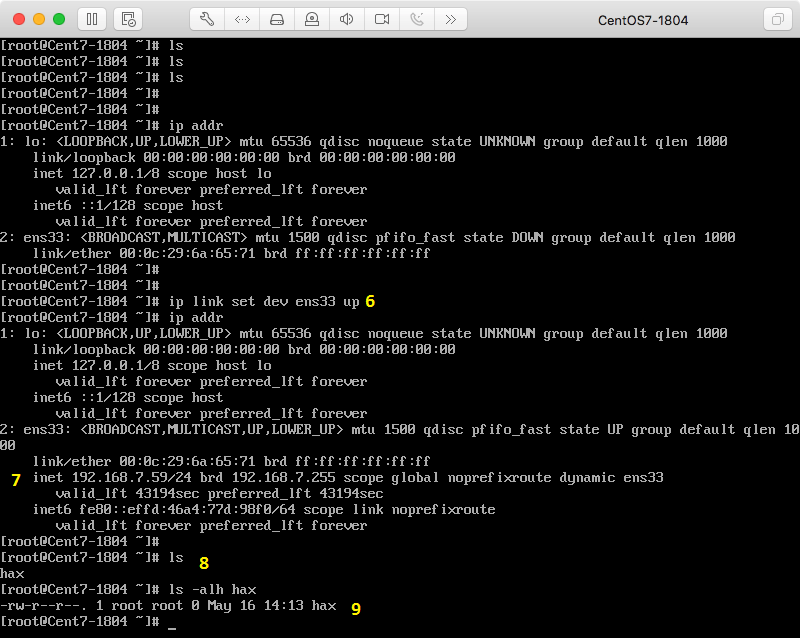 CentOS7-1804
[root@Cent7-1804 ~]# ls
[root@Cent7-1804 ~]# ls
[root@Cent7-1804 ~]# ls
[root@Cent7-1804 ~]#
[root@Cent7-1804 ~]#
[root@Cent7-1804 ~]# ip addr
1: lo: <LOOPBACK,UP,LOWER_UP> mtu 65536 qdisc noqueue state UNKNOWN group default qlen 1000
    link/loopback 00:00:00:00:00:00 brd 00:00:00:00:00:00
    inet 127.0.0.1/8 scope host lo
       valid_lft forever preferred_lft forever
    inet6 ::1/128 scope host
       valid_lft forever preferred_lft forever
2: ens33: <BROADCAST,MULTICAST> mtu 1500 qdisc pfifo_fast state DOWN group default qlen 1000
    link/ether 00:0c:29:6a:65:71 brd ff:ff:ff:ff:ff:ff
[root@Cent7-1804 ~]#
[root@Cent7-1804 ~]#
[root@Cent7-1804 ~]# ip link set dev ens33 up 6
[root@Cent7-1804 ~]# ip addr
1: lo: <LOOPBACK,UP,LOWER_UP> mtu 65536 qdisc noqueue state UNKNOWN group default qlen 1000
    link/loopback 00:00:00:00:00:00 brd 00:00:00:00:00:00
    inet 127.0.0.1/8 scope host lo
       valid_lft forever preferred_lft forever
    inet6 ::1/128 scope host
       valid_lft forever preferred_lft forever
2: ens33: <BROADCAST,MULTICAST,UP,LOWER_UP> mtu 1500 qdisc pfifo_fast state UP group default qlen 10
00
    link/ether 00:0c:29:6a:65:71 brd ff:ff:ff:ff:ff:ff
7 inet 192.168.7.59/24 brd 192.168.7.255 scope global noprefixroute dynamic ens33
       valid_lft 43194sec preferred_lft 43194sec
    inet6 fe80::effd:46a4:77d:98f0/64 scope link noprefixroute
       valid_lft forever preferred_lft forever
[root@Cent7-1804 ~]#
[root@Cent7-1804 ~]# ls 8
hax
[root@Cent7-1804 ~]# ls -alh hax
-rw-r--r--. 1 root root 0 May 16 14:13 hax 9
[root@Cent7-1804 ~]# _